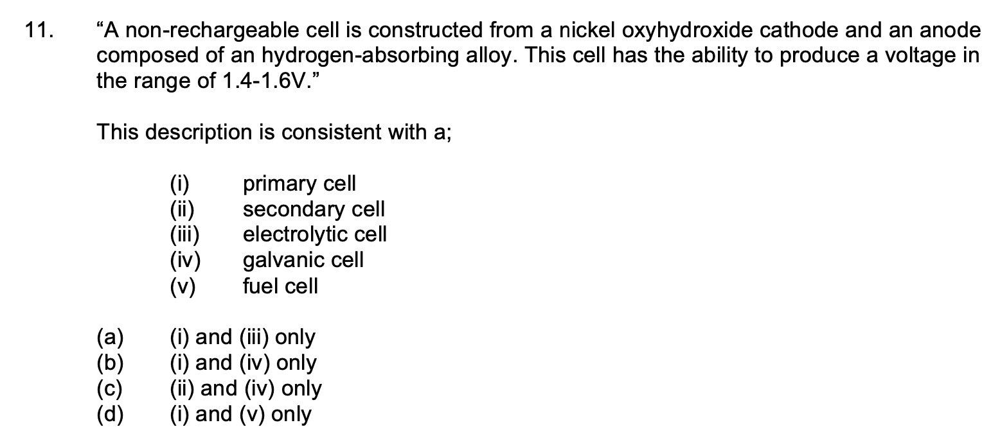 11. “A non-rechargeable cell is constructed from a nickel oxyhydroxide cathode and an anode
composed of an hydrogen-absorbing alloy. This cell has the ability to produce a voltage in
the range of 1.4-1.6V.”
This description is consistent with a;
(i) primary cell
(ii) secondary cell
(iii) electrolytic cell
(iv) galvanic cell
(v) fuel cell
(a) (i) and (iii) only
(b) (i) and (iv) only
(c) (ii) and (iv) only
(d) (i) and (v) only